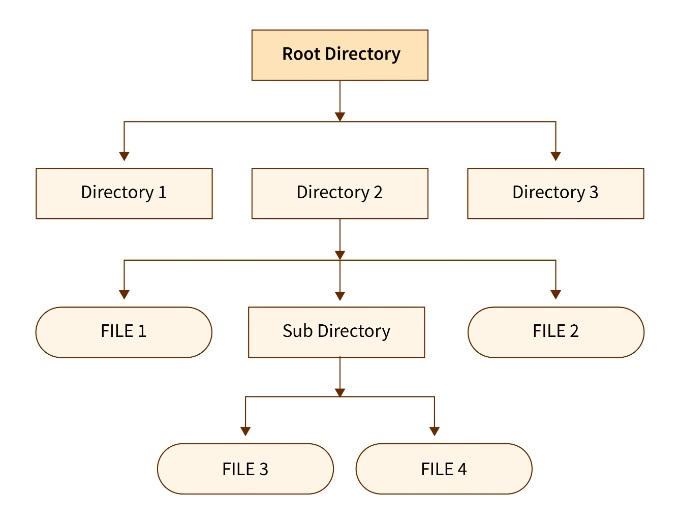 Root Directory
Directory 1
Directory 2
Directory 3
FILE 1
Sub Directory
FILE 2
FILE 3
FILE 4